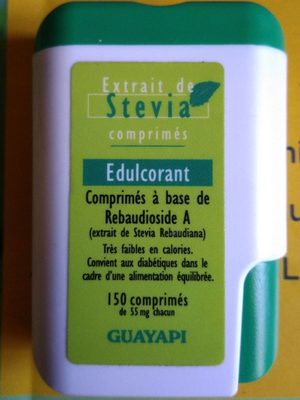 Extrait de
Stevia
comprimés
Edulcorant
Comprimés à base de
Rebaudioside A
(extrait de Stevia Rebaudiana)
Très faibles en calories.
Convient aux diabétiques dans le
cadre d'une alimentation équilibrée.
150 comprimés
de 55 mg chacun
GUAYAPI